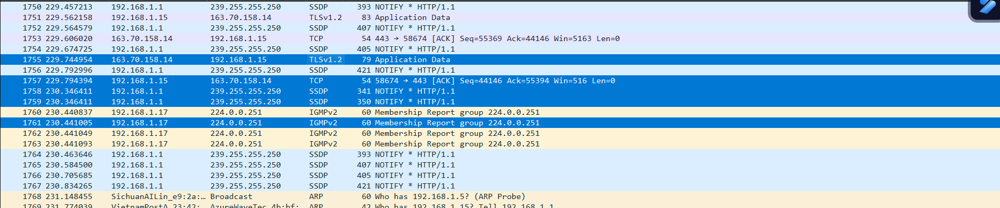 1750 229.457213 192.168.1.1 239.255.255.250 SSDP 393 NOTIFY * HTTP/1.1
1751 229.562158 192.168.1.15 163.70.158.14 TLSv1.2 83 Application Data
1752 229.564579 192.168.1.1 239.255.255.250 SSDP 407 NOTIFY * HTTP/1.1
1753 229.606020 163.70.158.14 192.168.1.15 TCP 54 443 → 58674 [ACK] Seq=55369 Ack=44146 Win=5163 Len=0
1754 229.674725 192.168.1.1 239.255.255.250 SSDP 405 NOTIFY * HTTP/1.1
1755 229.744954 163.70.158.14 192.168.1.15 TLSv1.2 79 Application Data
1756 229.792996 192.168.1.1 239.255.255.250 SSDP 421 NOTIFY * HTTP/1.1
1757 229.794394 192.168.1.15 163.70.158.14 TCP 54 58674 → 443 [ACK] Seq=44146 Ack=55394 Win=516 Len=0
1758 230.346411 192.168.1.1 239.255.255.250 SSDP 341 NOTIFY * HTTP/1.1
1759 230.346411 192.168.1.1 239.255.255.250 SSDP 350 NOTIFY * HTTP/1.1
1760 230.440837 192.168.1.17 224.0.0.251 IGMPv2 60 Membership Report group 224.0.0.251
1761 230.441005 192.168.1.17 224.0.0.251 IGMPv2 60 Membership Report group 224.0.0.251
1762 230.441049 192.168.1.17 224.0.0.251 IGMPv2 60 Membership Report group 224.0.0.251
1763 230.441093 192.168.1.17 224.0.0.251 IGMPv2 60 Membership Report group 224.0.0.251
1764 230.463646 192.168.1.1 239.255.255.250 SSDP 393 NOTIFY * HTTP/1.1
1765 230.584500 192.168.1.1 239.255.255.250 SSDP 407 NOTIFY * HTTP/1.1
1766 230.705685 192.168.1.1 239.255.255.250 SSDP 405 NOTIFY * HTTP/1.1
1767 230.834265 192.168.1.1 239.255.255.250 SSDP 421 NOTIFY * HTTP/1.1
1768 231.148455 SichuanAILin_e9:2a:… Broadcast ARP 60 Who has 192.168.1.5? (ARP Probe)
1769 231.774039 VietnamPostA_23:42: AzureWaveTec_4b:bf: ARP 42 Who has 192.168.1.15? Tell 192.168.1.1